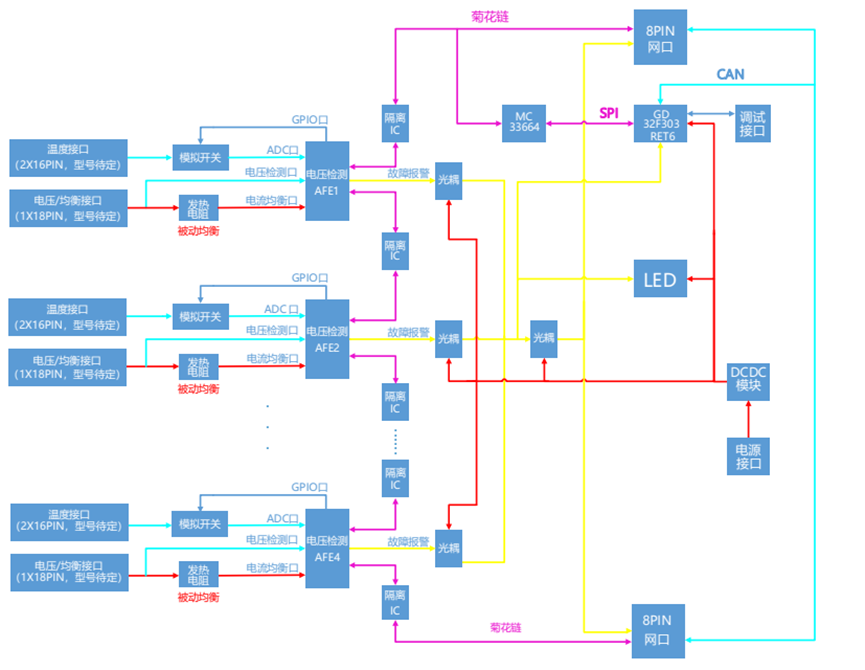 菊花链
8PIN
网口
CAN
GPIO口
隔离
IC
MC
33664
SPI
GD
32F303
RET6
调试
接口
温度接口
(2X16PIN，型号待定)
模拟开关
ADC口
电压检测
AFE1
电压检测口
故障报警
光耦
电压/均衡接口
(1X18PIN，型号待定)
发热
电阻
电流均衡口
被动均衡
隔离
IC
LED
GPIO口
温度接口
(2X16PIN，型号待定)
模拟开关
ADC口
电压检测
AFE2
电压检测口
故障报警
光耦
光耦
电压/均衡接口
(1X18PIN，型号待定)
发热
电阻
电流均衡口
被动均衡
隔离
IC
DCDC
模块
电源
接口
隔离
IC
GPIO口
温度接口
(2X16PIN，型号待定)
模拟开关
ADC口
电压检测
AFE4
电压检测口
故障报警
光耦
电压/均衡接口
(1X18PIN，型号待定)
发热
电阻
电流均衡口
被动均衡
隔离
IC
菊花链
8PIN
网口